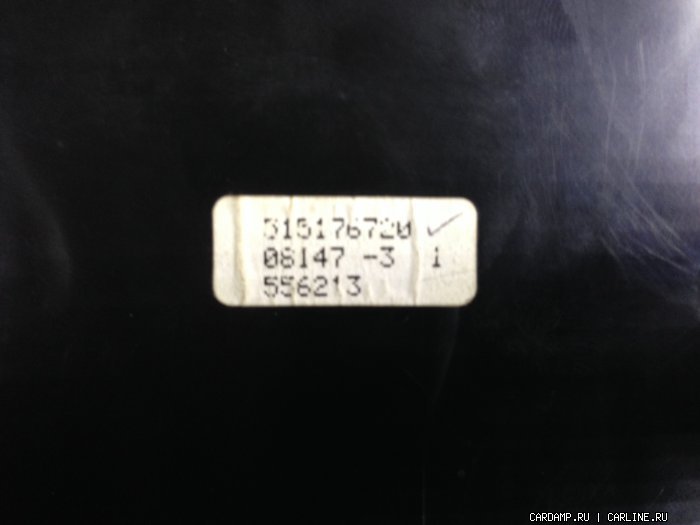 315176720 ✓
08147 -3 1
556213
CARDAMP.RU | CARLINE.RU